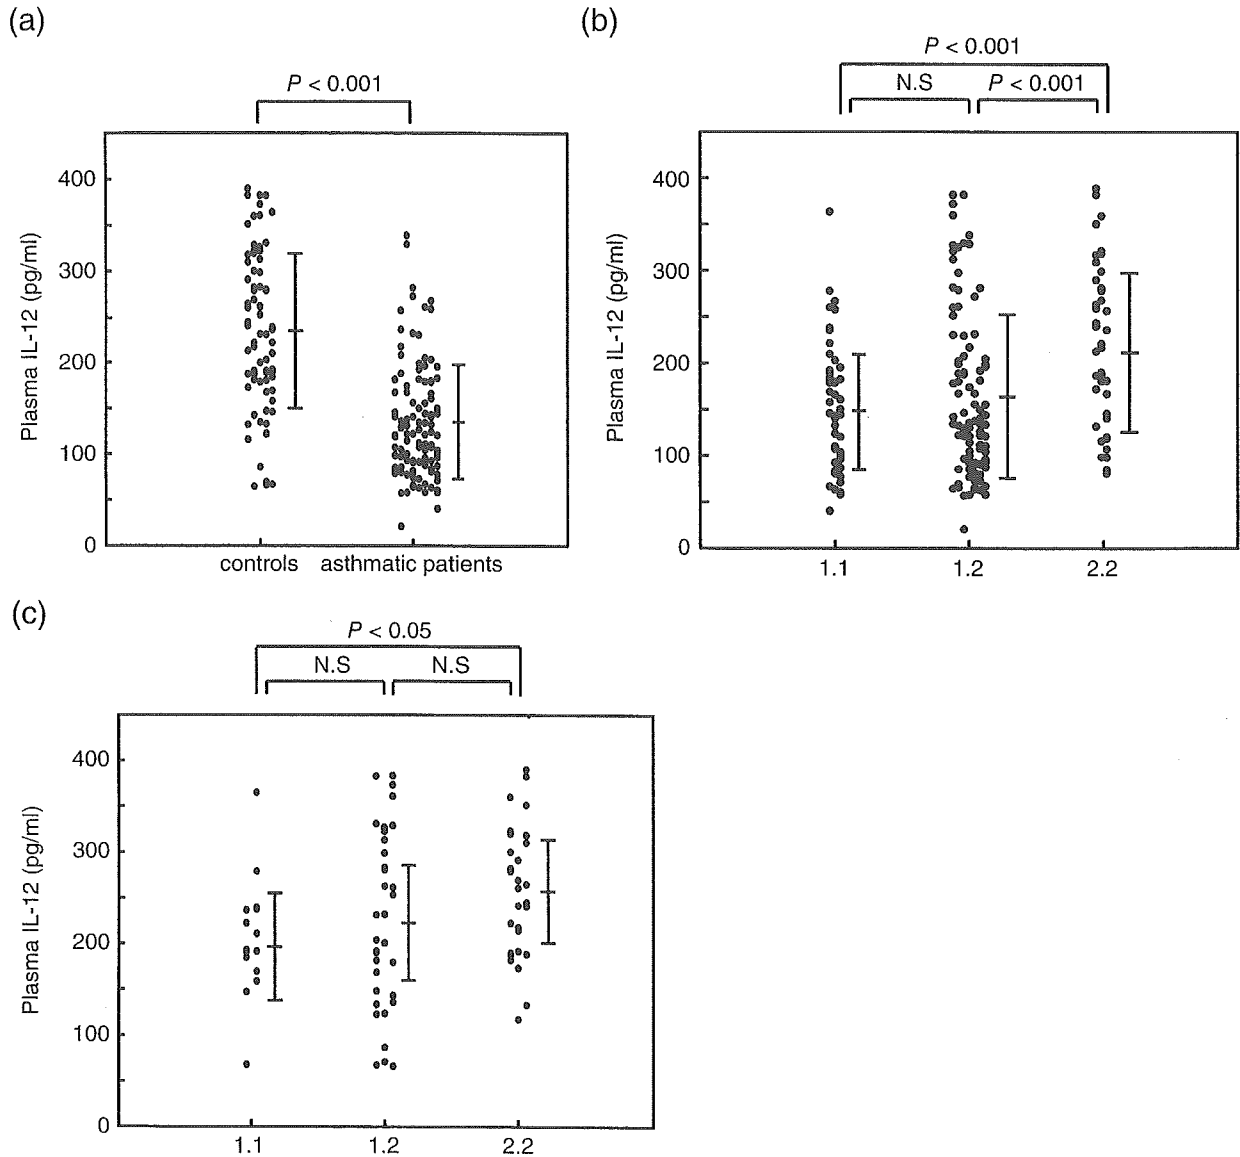 (a)
P < 0.001
400
300
200
100
0
Plasma IL-12 (pg/ml)
controls asthmatic patients
(b)
P < 0.001
N.S P < 0.001
400
300
200
100
0
Plasma IL-12 (pg/ml)
1.1 1.2 2.2
(c)
P < 0.05
N.S N.S
400
300
200
100
0
Plasma IL-12 (pg/ml)
1.1 1.2 2.2